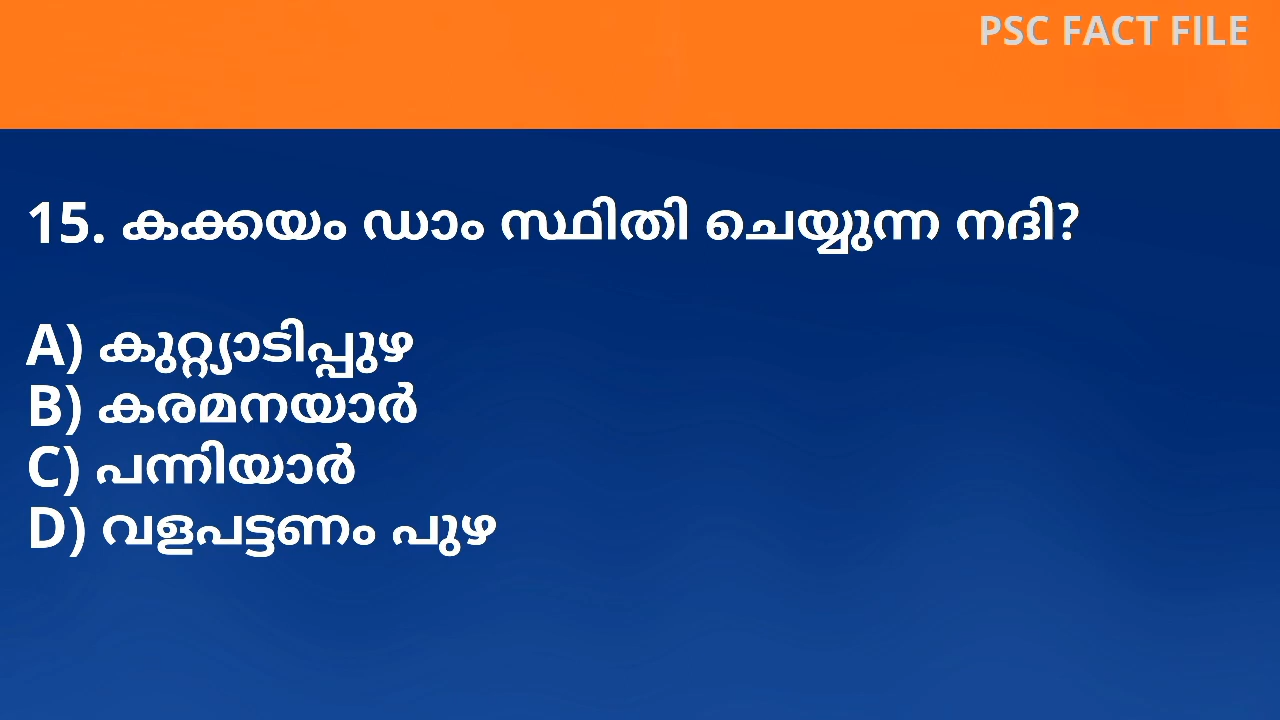 PSC FACT FILE
15. കക്കയം ഡാം സ്ഥിതി ചെയ്യുന്ന നദി?
A) കുറ്റ്യാടിപ്പുഴ
B) കരമനയാർ
C) പന്നിയാർ
D) വളപട്ടണം പുഴ